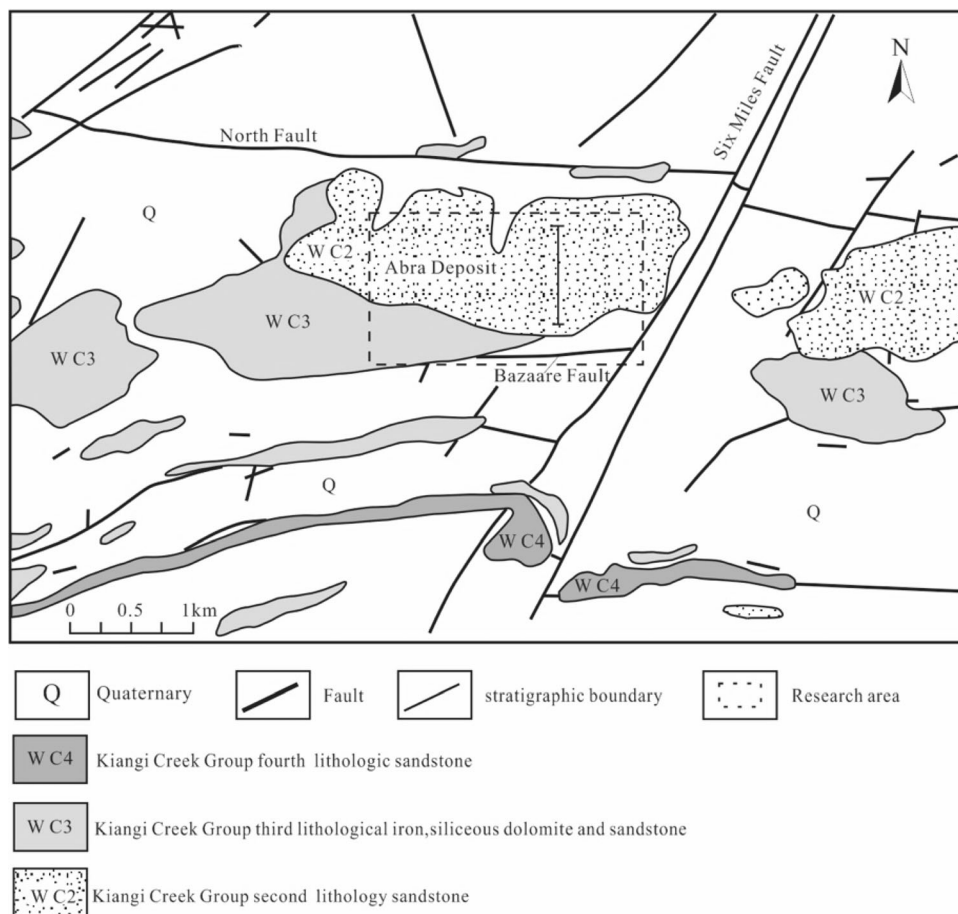 N
Six Miles Fault
North Fault
Q
W C2
Abra Deposit
W C2
W C3
W C3
Bazaare Fault
W C3
Q
Q
W C4
W C4
0 0.5 1km
Q Quaternary Fault stratigraphic boundary Research area
W C4 Kiangi Creek Group fourth lithologic sandstone
W C3 Kiangi Creek Group third lithological iron,siliceous dolomite and sandstone
W C2 Kiangi Creek Group second lithology sandstone